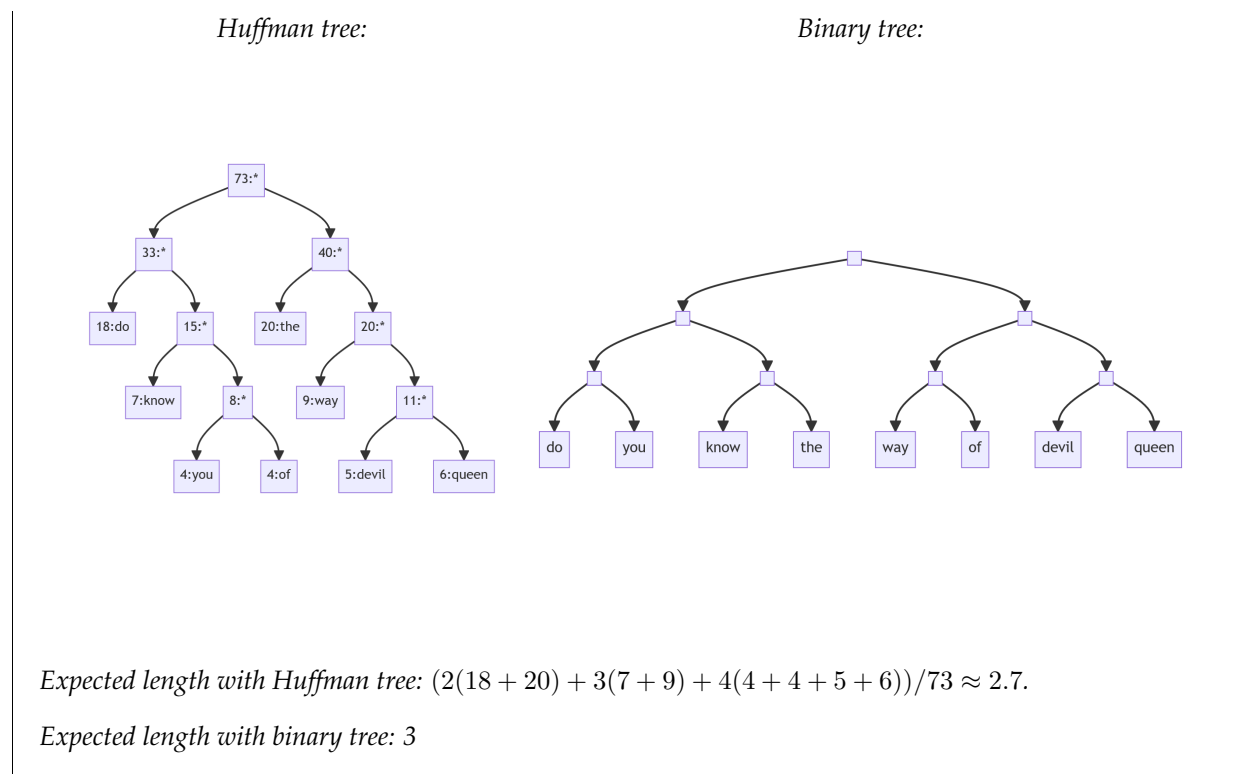 Huffman tree:
Binary tree:
73:*
33:*
40:*
18:do
15:*
20:the
20:*
7:know
8:*
9:way
11:*
4:you
4:of
5:devil
6:queen
do
you
know
the
way
of
devil
queen
Expected length with Huffman tree: (2(18 + 20) + 3(7 + 9) + 4(4 + 4 + 5 + 6))/73 ≈ 2.7.
Expected length with binary tree: 3